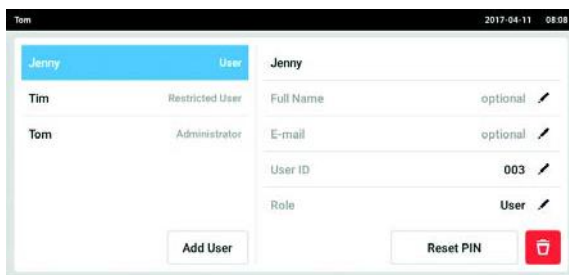 Tom 2017-04-11 08:08
Jenny User
Tim Restricted User
Tom Administrator
Add User
Jenny
Full Name optional
E-mail optional
User ID 003
Role User
Reset PIN